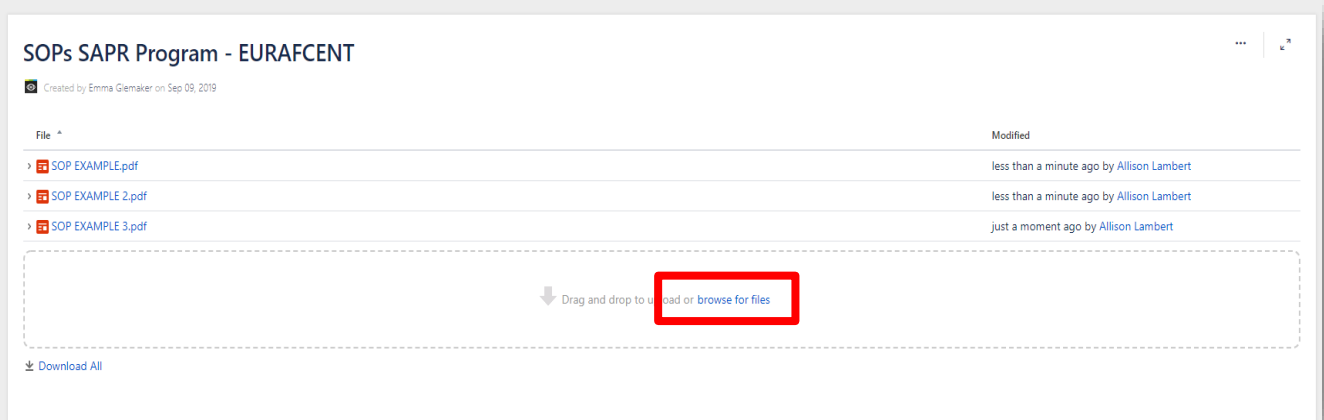 SOPs SAPR Program - EURAFCENT
Created by Emma Glemaker on Sep 09, 2019
File Modified
SOP EXAMPLE.pdf less than a minute ago by Allison Lambert
SOP EXAMPLE 2.pdf less than a minute ago by Allison Lambert
SOP EXAMPLE 3.pdf just a moment ago by Allison Lambert
Drag and drop to u oad or browse for files
Download All